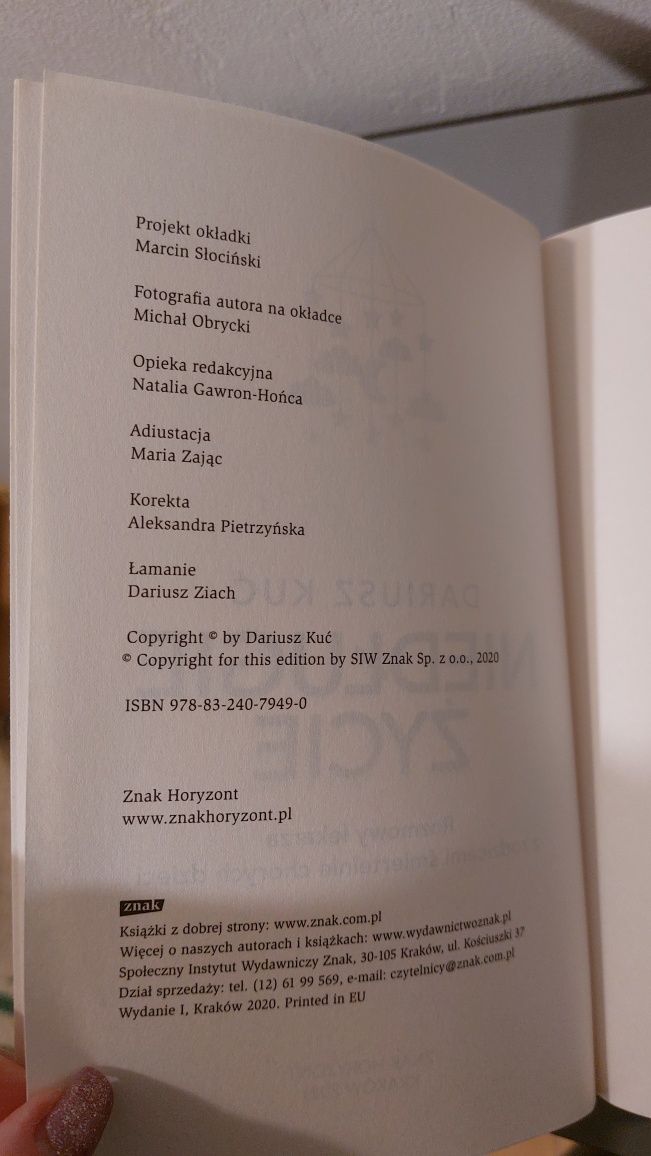 Projekt okładki
Marcin Słociński
Fotografia autora na okładce
Michał Obrycki
Opieka redakcyjna
Natalia Gawron-Hońca
Adiustacja
Maria Zając
Korekta
Aleksandra Pietrzyńska
Łamanie
Dariusz Ziach
Copyright © by Dariusz Kuć
© Copyright for this edition by SIW Znak Sp. z o.o., 2020
ISBN 978-83-240-7949-0
Znak Horyzont
www.znakhoryzont.pl
znak
Książki z dobrej strony: www.znak.com.pl
Więcej o naszych autorach i książkach: www.wydawnictwoznak.pl
Społeczny Instytut Wydawniczy Znak, 30-105 Kraków, ul. Kościuszki 37
Dział sprzedaży: tel. (12) 61 99 569, e-mail: czytelnicy@znak.com.pl
Wydanie I, Kraków 2020. Printed in EU